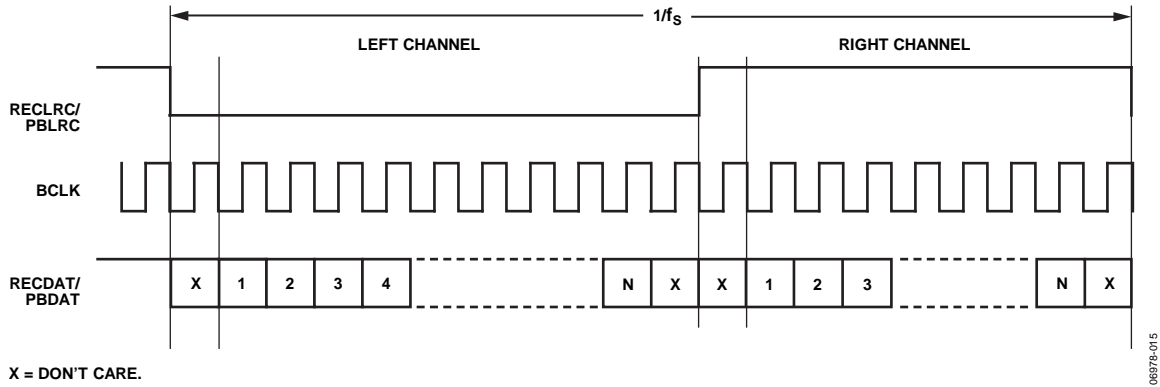 1/fS
LEFT CHANNEL
RIGHT CHANNEL
RECLRC/
PBLRC
BCLK
RECDAT/
PBDAT
X 1 2 3 4 N X X 1 2 3 N X
X = DON'T CARE.
06978-015